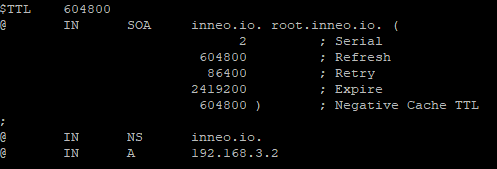 $TTL    604800
@       IN      SOA     inneo.io. root.inneo.io. (
                              2         ; Serial
                         604800         ; Refresh
                          86400         ; Retry
                        2419200         ; Expire
                         604800 )       ; Negative Cache TTL
;
@       IN      NS      inneo.io.
@       IN      A       192.168.3.2